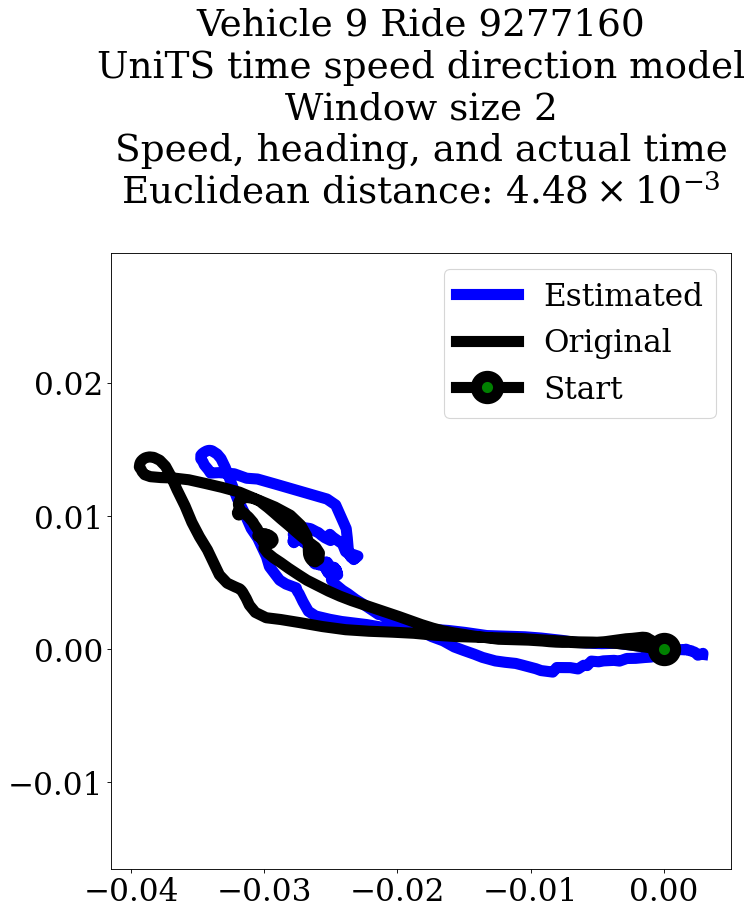 Vehicle 9 Ride 9277160
UniTS time speed direction model
Window size 2
Speed, heading, and actual time
Euclidean distance: 4.48 × 10⁻³
Estimated
Original
Start
0.02
0.01
0.00
−0.01
−0.04 −0.03 −0.02 −0.01 0.00